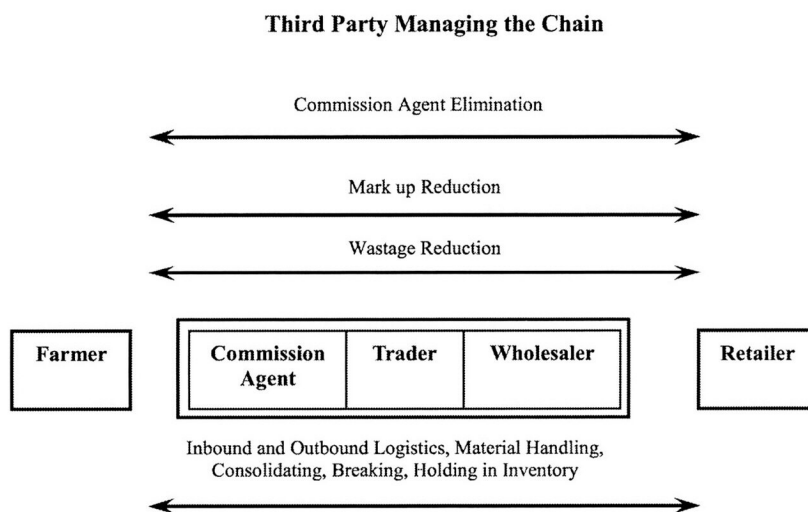 Third Party Managing the Chain
Commission Agent Elimination
Mark up Reduction
Wastage Reduction
Farmer
Commission
Agent
Trader
Wholesaler
Retailer
Inbound and Outbound Logistics, Material Handling,
Consolidating, Breaking, Holding in Inventory